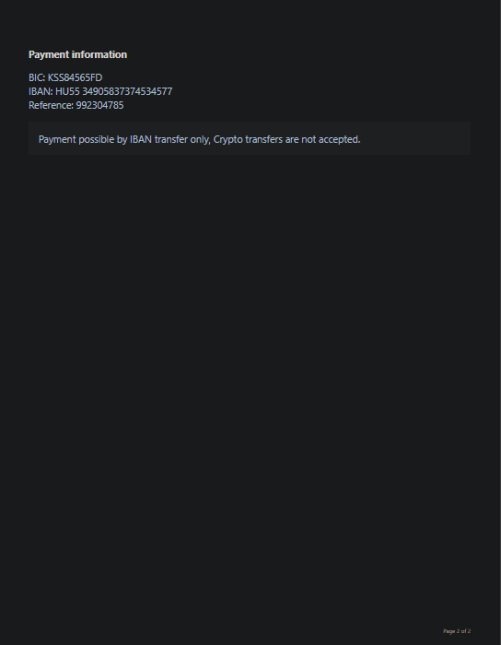 Payment information
BIC: KSS84565FD
IBAN: HU55 34905837374534577
Reference: 992304785
Payment possible by IBAN transfer only, Crypto transfers are not accepted.
Page 2 of 2